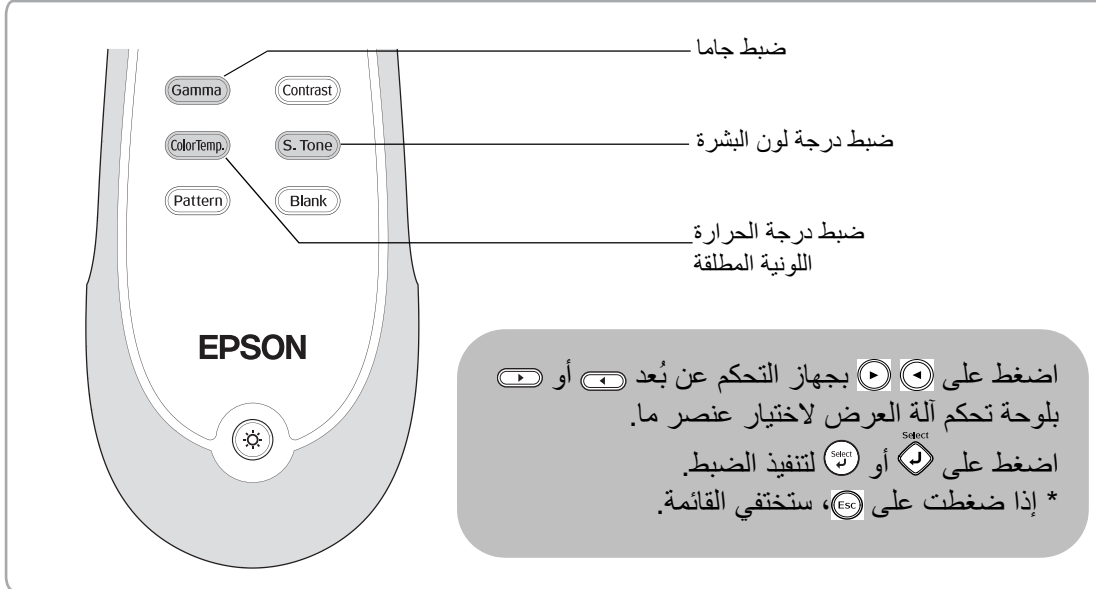 ضبط جاما
Gamma
Contrast
ColorTemp.
S. Tone
ضبط درجة لون البشرة
Pattern
Blank
ضبط درجة الحرارة
اللونية المطلقة
EPSON
اضغط على بجهاز التحكم عن بُعد أو
بلوحة تحكم آلة العرض لاختيار عنصر ما.
Select
اضغط على أو Select لتنفيذ الضبط.
* إذا ضغطت على Esc، ستختفي القائمة.